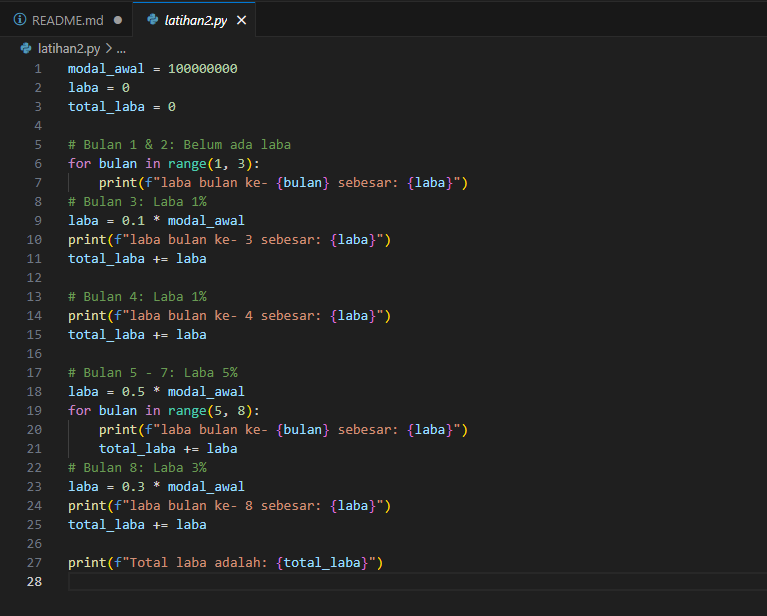 README.md
latihan2.py
latihan2.py > ...
1 modal_awal = 100000000
2 laba = 0
3 total_laba = 0
4
5 # Bulan 1 & 2: Belum ada laba
6 for bulan in range(1, 3):
7     print(f"laba bulan ke- {bulan} sebesar: {laba}")
8 # Bulan 3: Laba 1%
9 laba = 0.1 * modal_awal
10 print(f"laba bulan ke- 3 sebesar: {laba}")
11 total_laba += laba
12
13 # Bulan 4: Laba 1%
14 print(f"laba bulan ke- 4 sebesar: {laba}")
15 total_laba += laba
16
17 # Bulan 5 - 7: Laba 5%
18 laba = 0.5 * modal_awal
19 for bulan in range(5, 8):
20     print(f"laba bulan ke- {bulan} sebesar: {laba}")
21     total_laba += laba
22 # Bulan 8: Laba 3%
23 laba = 0.3 * modal_awal
24 print(f"laba bulan ke- 8 sebesar: {laba}")
25 total_laba += laba
26
27 print(f"Total laba adalah: {total_laba}")
28